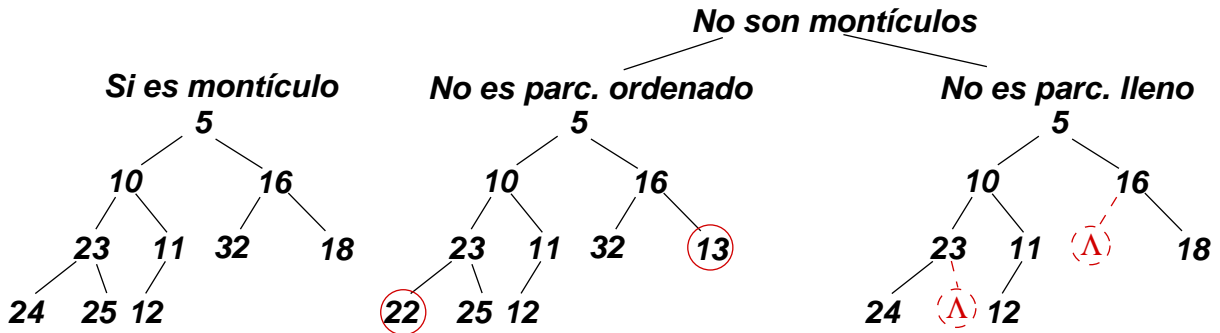 No son montículos
Si es montículo No es parc. ordenado No es parc. lleno
5 5 5
10 16 10 16 10 16
23 11 32 18 23 11 32 13 23 11 Λ 18
24 25 12 22 25 12 24 Λ 12